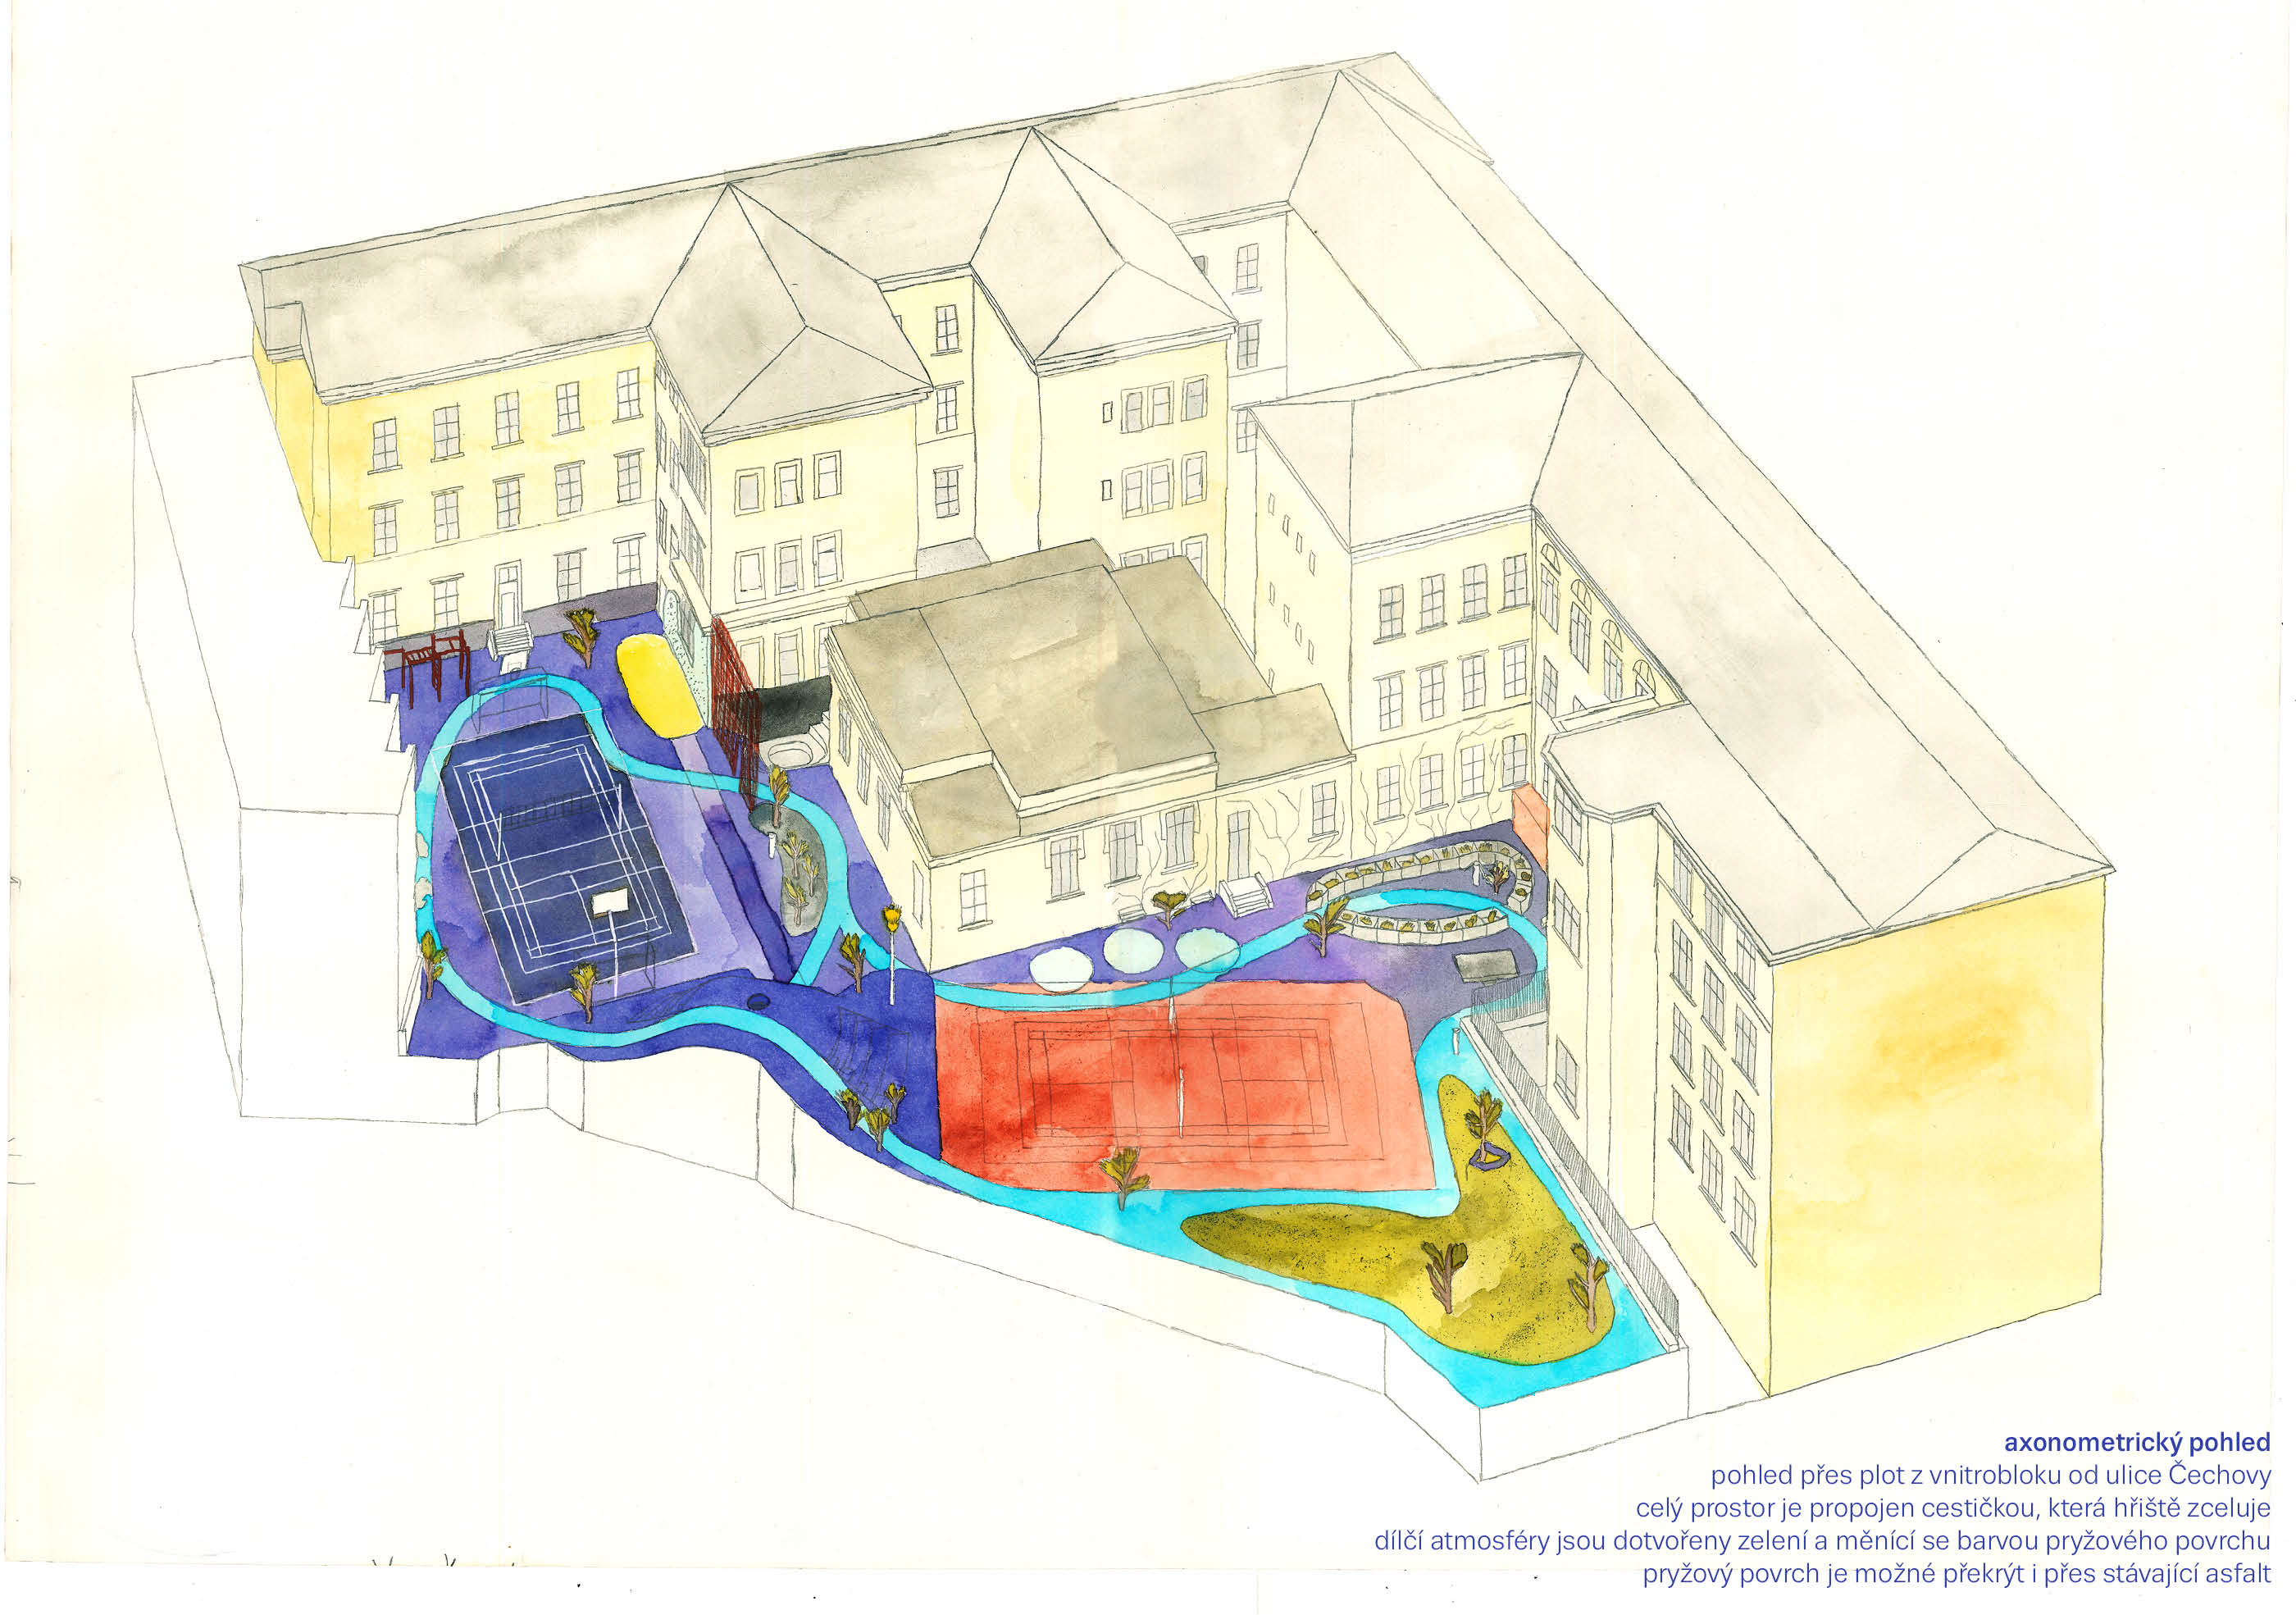 axonometrický pohled
pohled přes plot z vnitrobloku od ulice Čechovy
celý prostor je propojen cestičkou, která hřiště zceluje
dílčí atmosféry jsou dotvořeny zelení a měnící se barvou pryžového povrchu
pryžový povrch je možné překrýt i přes stávající asfalt